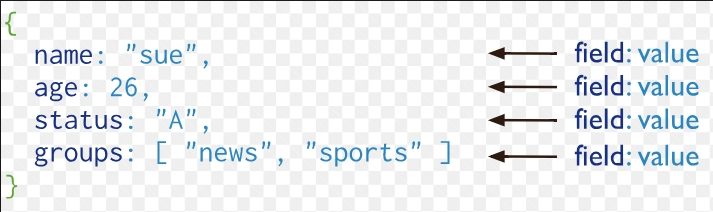 {
name: "sue", field: value
age: 26, field: value
status: "A", field: value
groups: [ "news", "sports" ] field: value
}